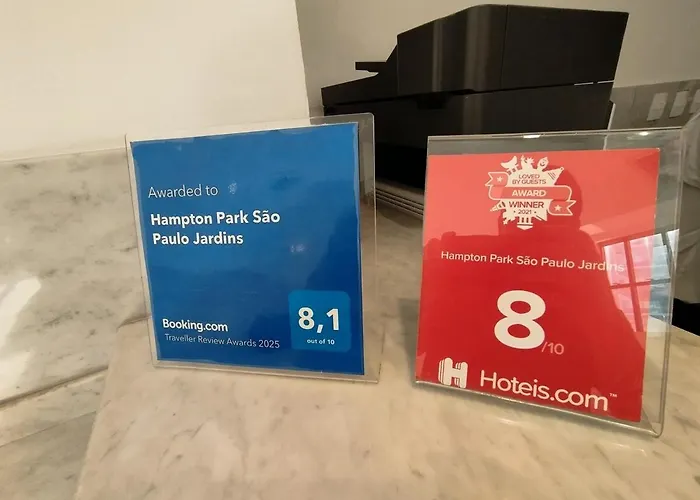 Awarded to
Hampton Park São
Paulo Jardins
Booking.com
Traveller Review Awards 2025
8,1
out of 10
LOVED
BY GUESTS
AWARD
WINNER
2021
Hampton Park São Paulo Jardins
8/10
Hoteis.com™